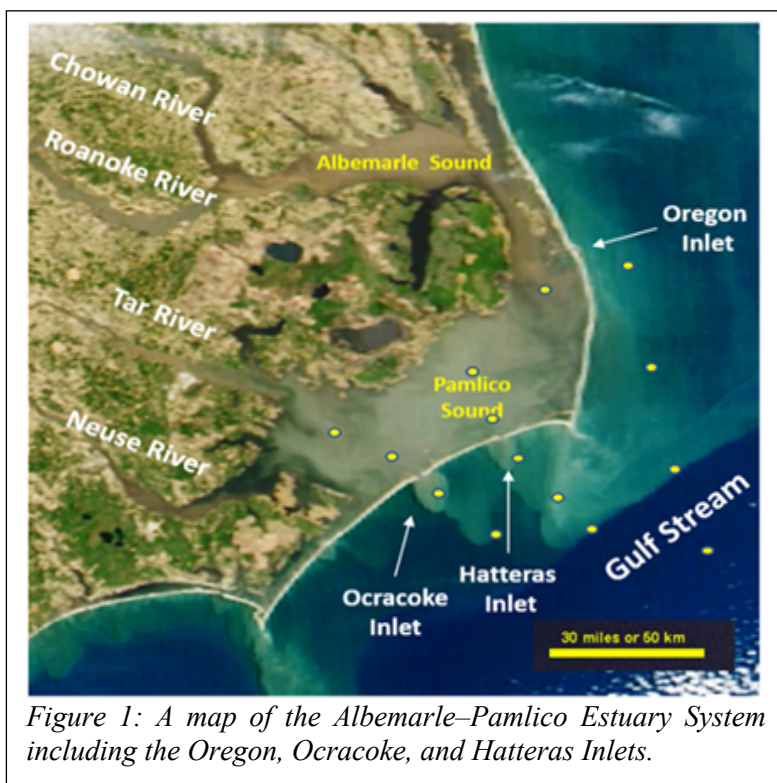 Chowan River
Roanoke River
Albemarle Sound
Oregon
Inlet
Tar River
Pamlico
Sound
Neuse River
Gulf Stream
Ocracoke
Inlet
Hatteras
Inlet
30 miles or 50 km
Figure 1: A map of the Albemarle–Pamlico Estuary System
including the Oregon, Ocracoke, and Hatteras Inlets.